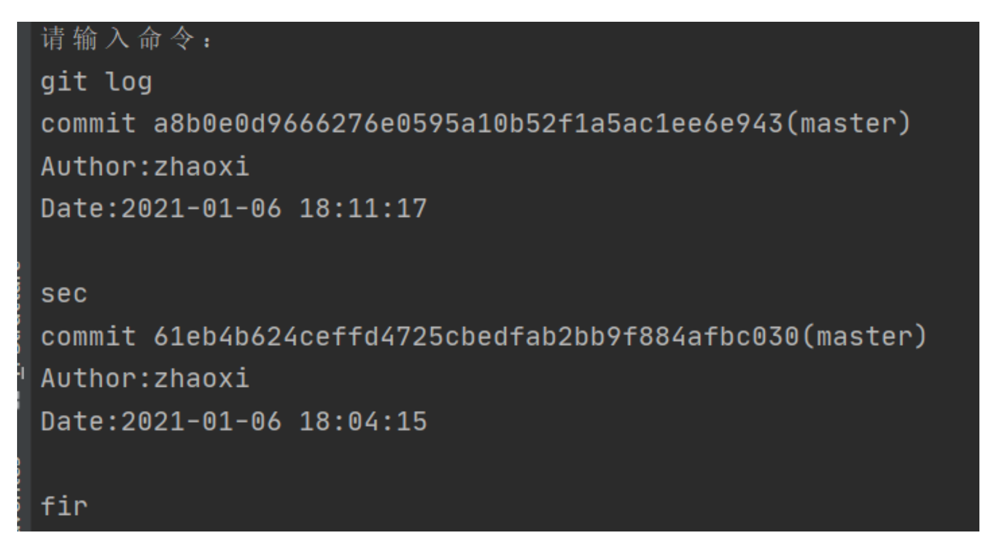 请输入命令：
git log
commit a8b0e0d9666276e0595a10b52f1a5ac1ee6e943(master)
Author:zhaoxi
Date:2021-01-06 18:11:17
sec
commit 61eb4b624ceffd4725cbedfab2bb9f884afbc030(master)
Author:zhaoxi
Date:2021-01-06 18:04:15
fir